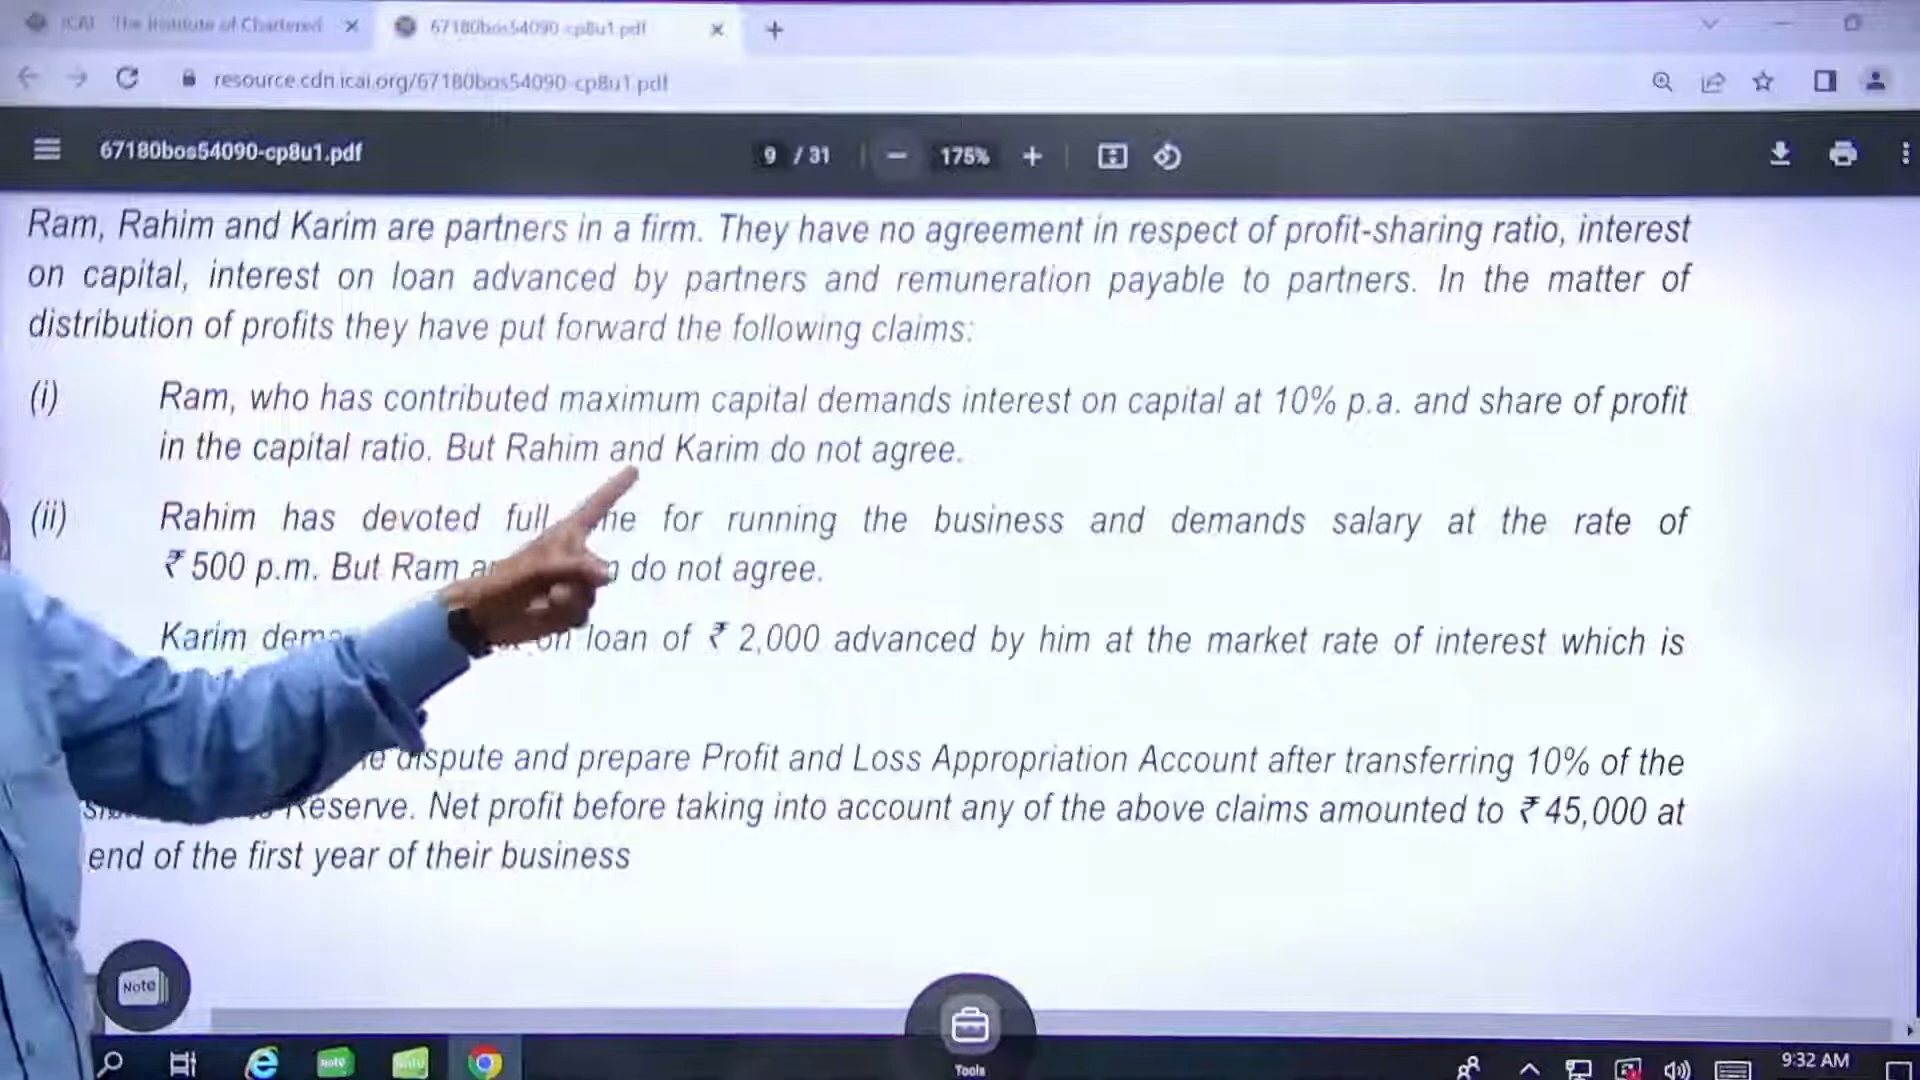 ICAI - The Institute of Chartered
67180bos54090-cp8u1.pdf
resource.cdn.icai.org/67180bos54090-cp8u1.pdf
67180bos54090-cp8u1.pdf
9 / 31
175%
Ram, Rahim and Karim are partners in a firm. They have no agreement in respect of profit-sharing ratio, interest
on capital, interest on loan advanced by partners and remuneration payable to partners. In the matter of
distribution of profits they have put forward the following claims:
(i) Ram, who has contributed maximum capital demands interest on capital at 10% p.a. and share of profit
in the capital ratio. But Rahim and Karim do not agree.
(ii) Rahim has devoted full for running the business and demands salary at the rate of
₹ 500 p.m. But Ram do not agree.
Karim on loan of ₹ 2,000 advanced by him at the market rate of interest which is
dispute and prepare Profit and Loss Appropriation Account after transferring 10% of the
Reserve. Net profit before taking into account any of the above claims amounted to ₹ 45,000 at
end of the first year of their business
Note
Tools
9:32 AM